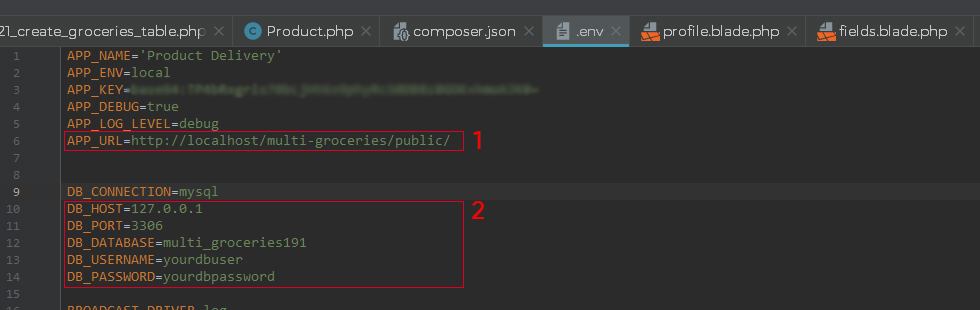 21_create_groceries_table.php
Product.php
composer.json
.env
profile.blade.php
fields.blade.php
1 APP_NAME='Product Delivery'
2 APP_ENV=local
3 APP_KEY=
4 APP_DEBUG=true
5 APP_LOG_LEVEL=debug
6 APP_URL=http://localhost/multi-groceries/public/ 1
7
8
9 DB_CONNECTION=mysql
10 DB_HOST=127.0.0.1 2
11 DB_PORT=3306
12 DB_DATABASE=multi_groceries191
13 DB_USERNAME=yourdbuser
14 DB_PASSWORD=yourdbpassword
15
16 BROADCAST_DRIVER=log